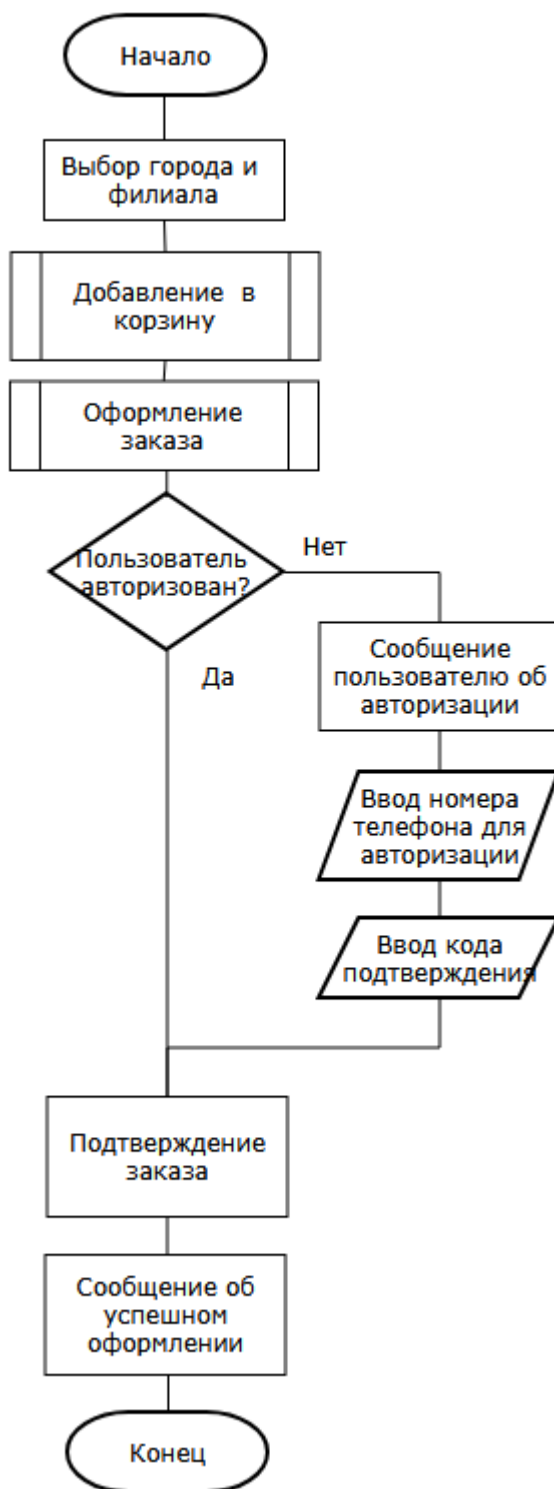 Начало
Выбор города и
филиала
Добавление в
корзину
Оформление
заказа
Пользователь
авторизован?
Нет
Да
Сообщение
пользователю об
авторизации
Ввод номера
телефона для
авторизации
Ввод кода
подтверждения
Подтверждение
заказа
Сообщение об
успешном
оформлении
Конец